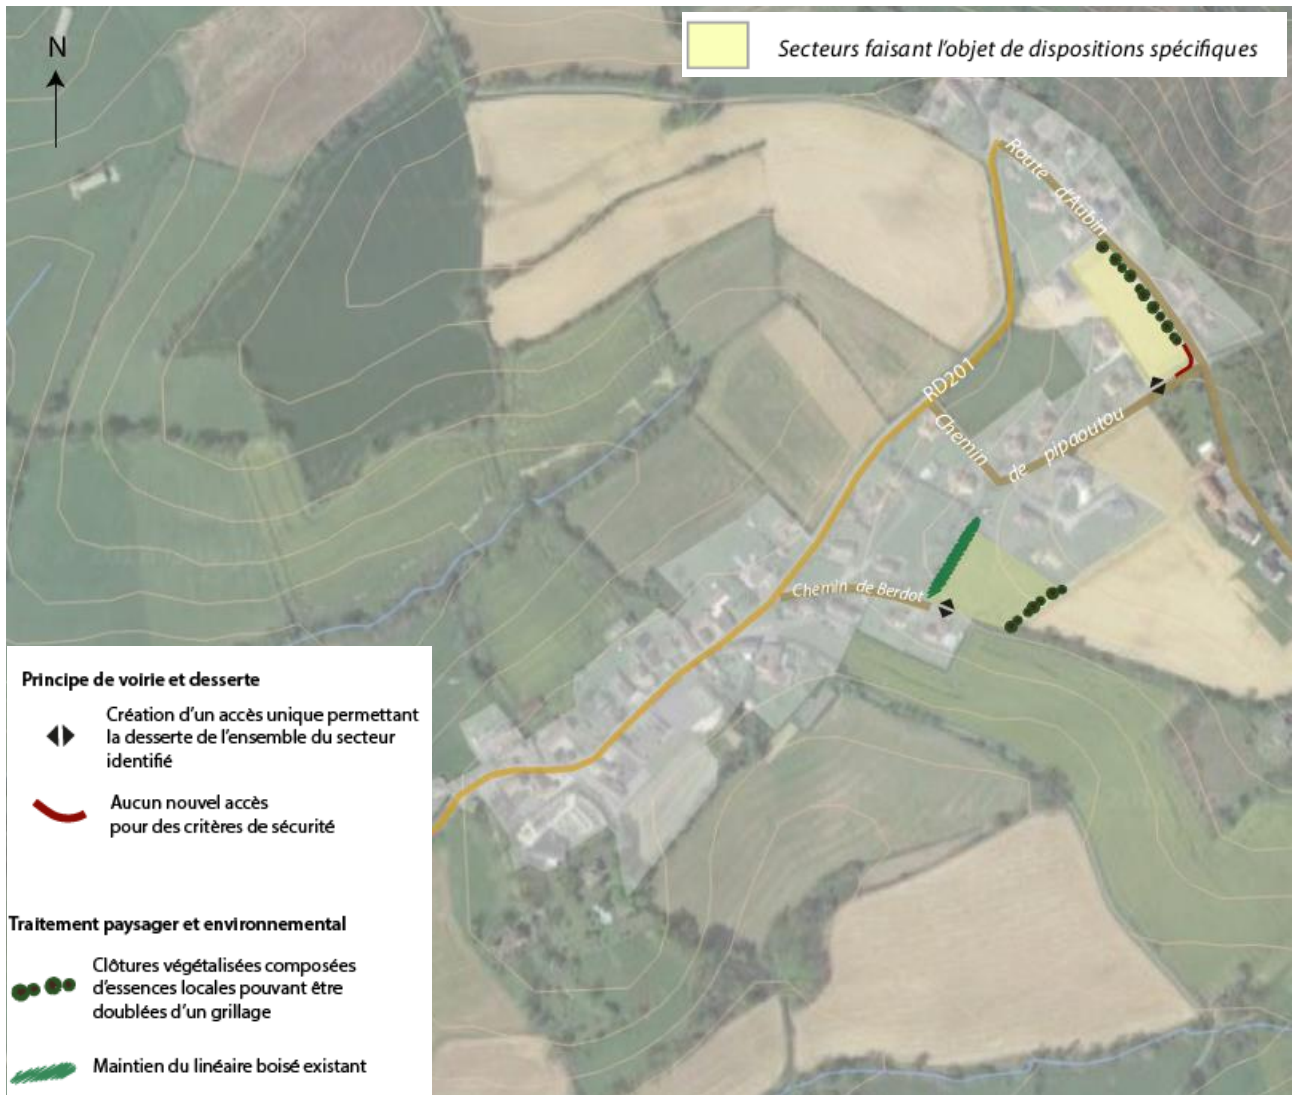 N
Secteurs faisant l'objet de dispositions spécifiques
Route d'Aubin
RD201
Chemin de pipaoutou
Chemin de Berdot
Principe de voirie et desserte
Création d'un accès unique permettant
la desserte de l'ensemble du secteur
identifié
Aucun nouvel accès
pour des critères de sécurité
Traitement paysager et environnemental
Clôtures végétalisées composées
d'essences locales pouvant être
doublées d'un grillage
Maintien du linéaire boisé existant